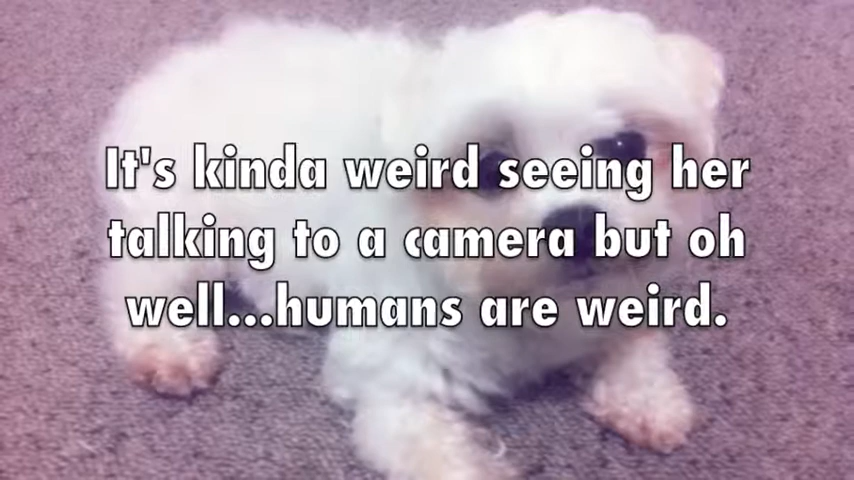 It's kinda weird seeing her
talking to a camera but oh
well...humans are weird.